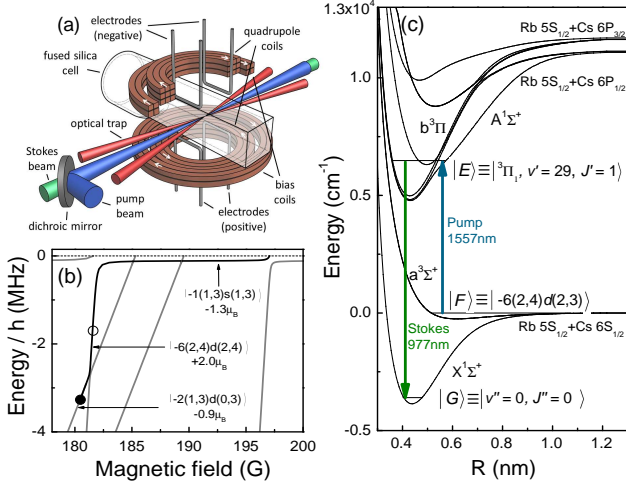 (a)
electrodes
(negative)
quadrupole
coils
fused silica
cell
optical trap
Stokes
beam
dichroic mirror
pump
beam
electrodes
(positive)
bias
coils
(b)
Energy / h (MHz)
0
-2
-4
|-1(1,3)s(1,3)⟩
-1.3μB
|-6(2,4)d(2,4)⟩
+2.0μB
|-2(1,3)d(0,3)⟩
-0.9μB
180 185 190 195 200
Magnetic field (G)
(c)
1.3x10⁴
1.0
0.5
0.0
Energy (cm⁻¹)
Rb 5S1/2+Cs 6P3/2
Rb 5S1/2+Cs 6P1/2
b³Π
A¹Σ⁺
|E⟩≡|³Π1, v'= 29, J'= 1⟩
Pump
1557nm
a³Σ⁺
|F⟩≡|-6(2,4)d(2,3)⟩
Rb 5S1/2+Cs 6S1/2
Stokes
977nm
X¹Σ⁺
|G⟩≡|v''= 0, J''= 0⟩
0.4 0.6 0.8 1.0 1.2
R (nm)